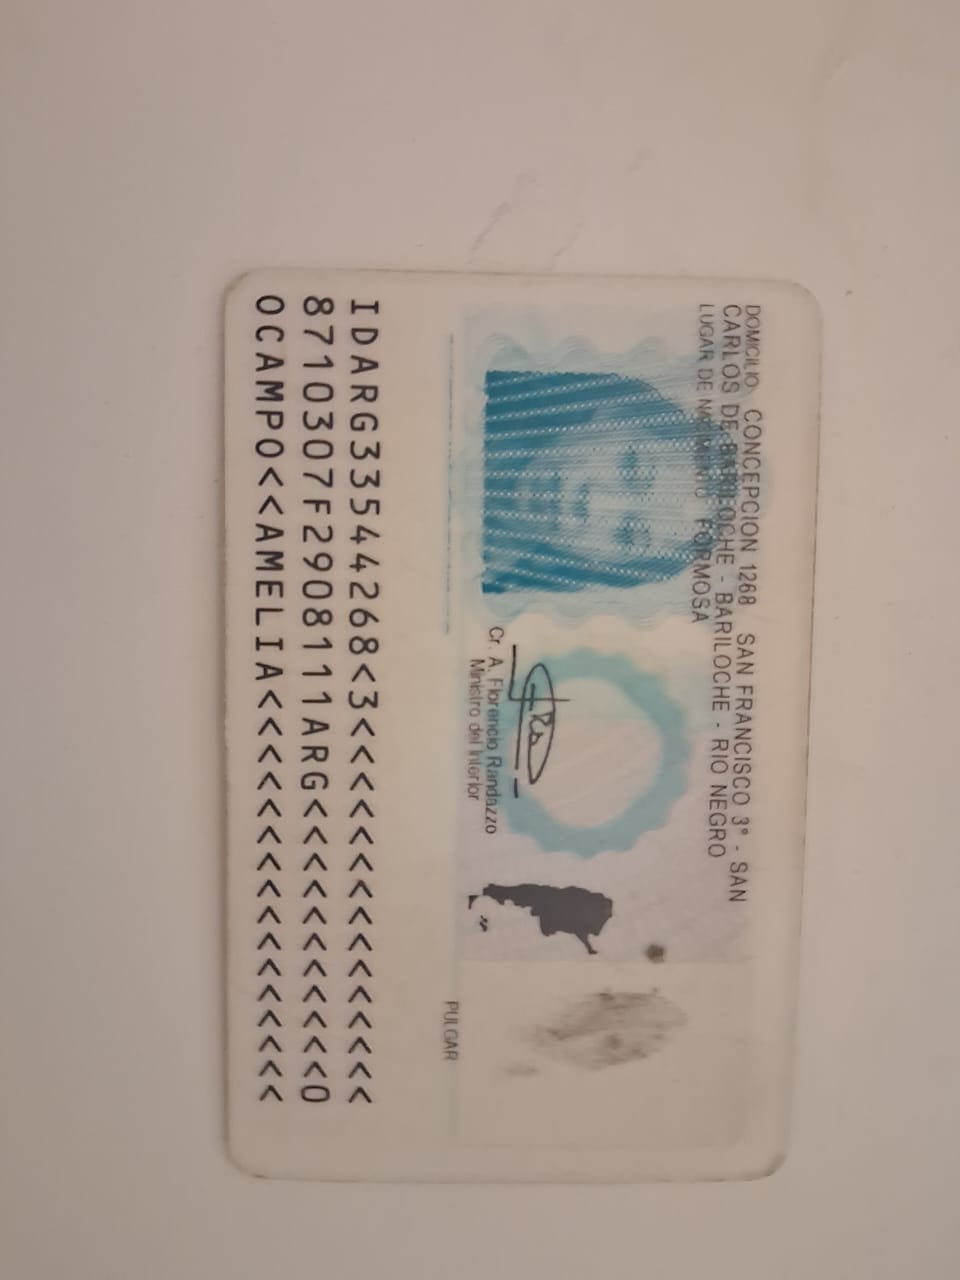 DOMICILIO: CONCEPCION 1268 SAN FRANCISCO 3° - SAN
CARLOS DE BARILOCHE - BARILOCHE - RIO NEGRO
LUGAR DE NACIMIENTO: FORMOSA
Cr. A. Florencio Randazzo
Ministro del Interior
PULGAR
IDARG33544268<3<<<<<<<<<<<<<<<
8710307F2908111ARG<<<<<<<<<<<0
OCAMPO<<AMELIA<<<<<<<<<<<<<<<<